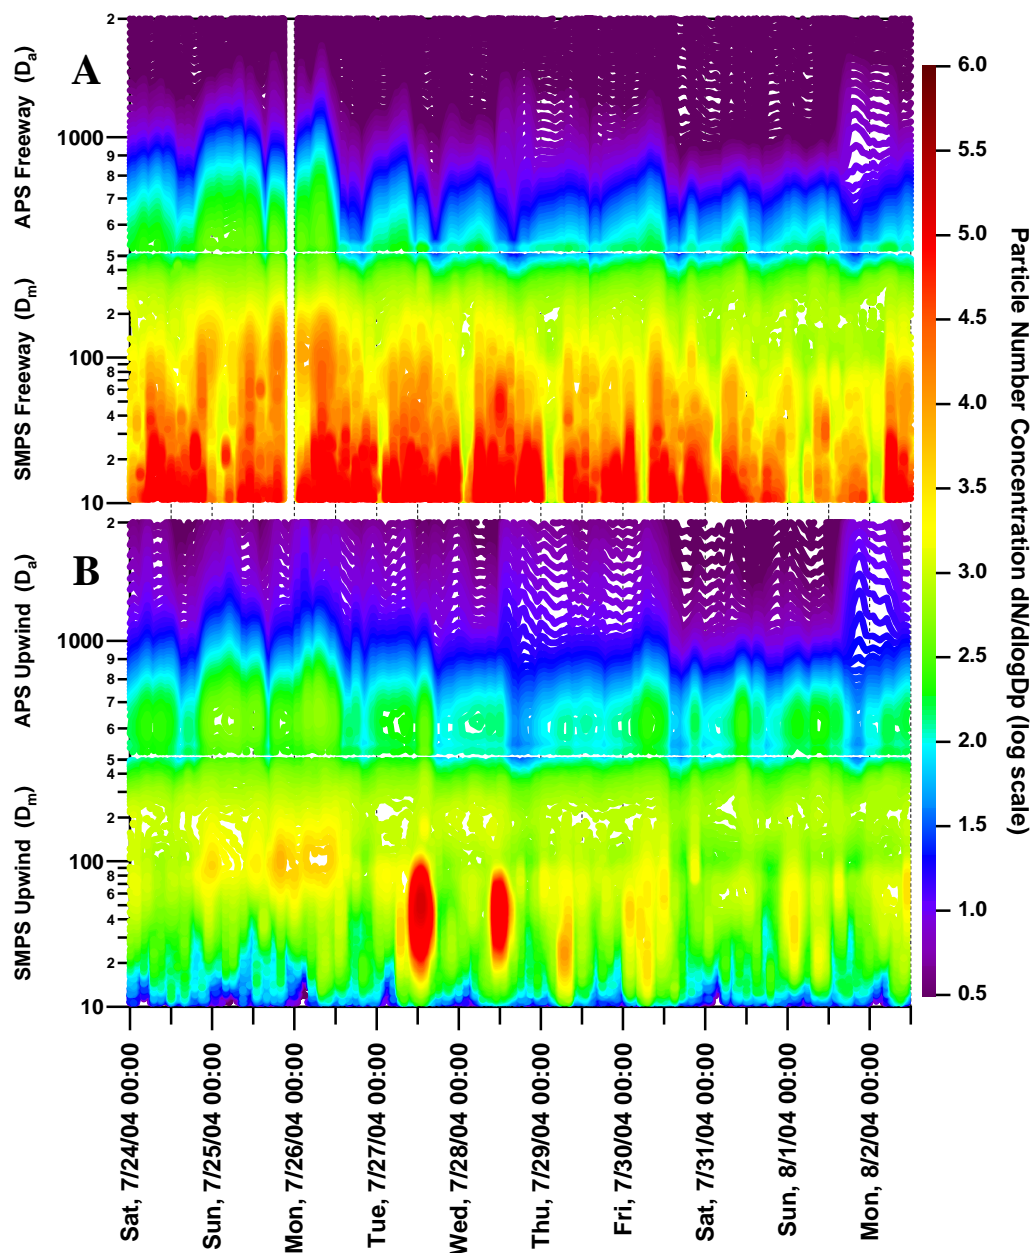 A
APS Freeway (Dₐ)
2
1000
9
8
7
6
5
SMPS Freeway (Dₘ)
4
2
100
8
6
4
2
10
B
APS Upwind (Dₐ)
2
1000
9
8
7
6
5
SMPS Upwind (Dₘ)
4
2
100
8
6
4
2
10
Sat, 7/24/04 00:00
Sun, 7/25/04 00:00
Mon, 7/26/04 00:00
Tue, 7/27/04 00:00
Wed, 7/28/04 00:00
Thu, 7/29/04 00:00
Fri, 7/30/04 00:00
Sat, 7/31/04 00:00
Sun, 8/1/04 00:00
Mon, 8/2/04 00:00
6.0
5.5
5.0
4.5
4.0
3.5
3.0
2.5
2.0
1.5
1.0
0.5
Particle Number Concentration dN/dlogDp (log scale)